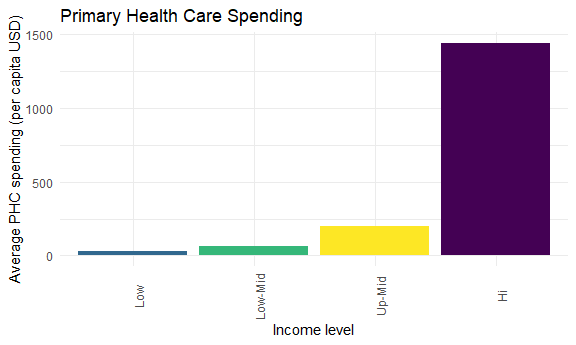 Primary Health Care Spending
Average PHC spending (per capita USD)
1500
1000
500
0
Low
Low-Mid
Up-Mid
Hi
Income level